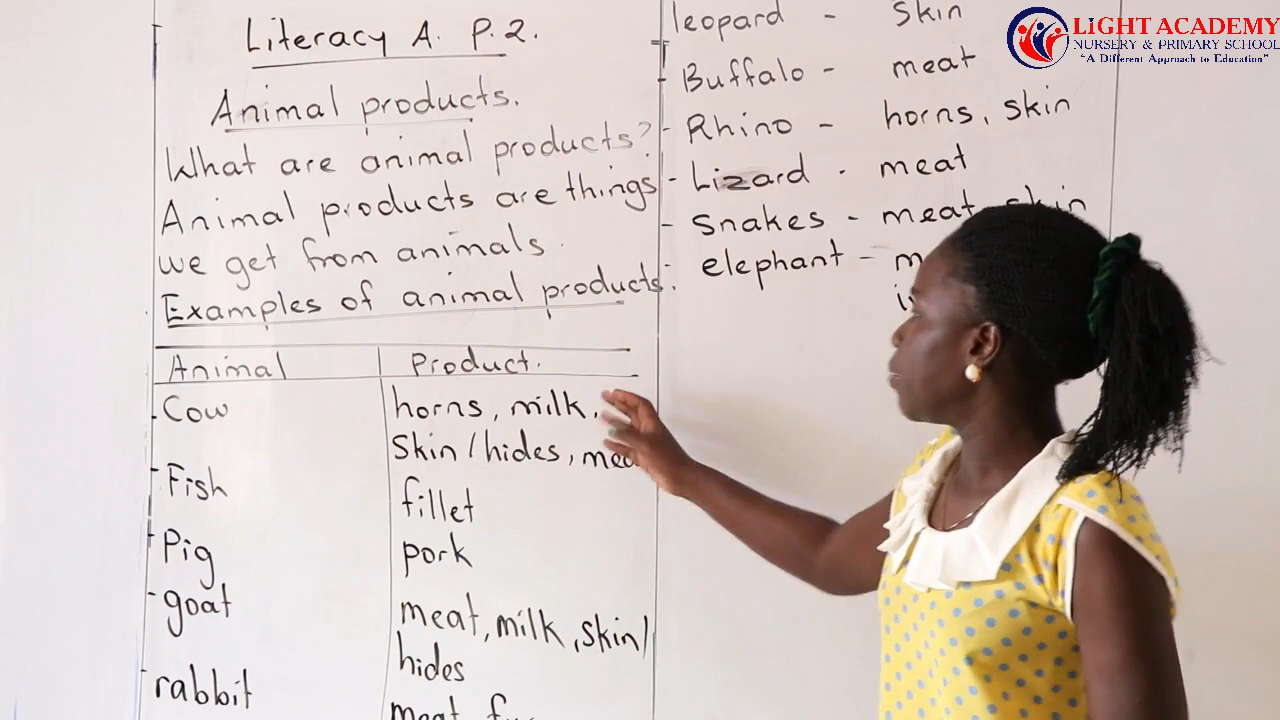 Literacy A. P.2.
Animal products.
What are animal products?
Animal products are things
we get from animals.
Examples of animal products:
Animal Product.
- Cow horns, milk,
Skin / hides, meat
- Fish fillet
- Pig pork
- goat meat, milk, skin/
hides
- rabbit meat
leopard - Skin
- Buffalo - meat
- Rhino - horns, skin
- Lizard - meat
- Snakes - meat, skin
- elephant -
LIGHT ACADEMY
NURSERY & PRIMARY SCHOOL
"A Different Approach to Education"